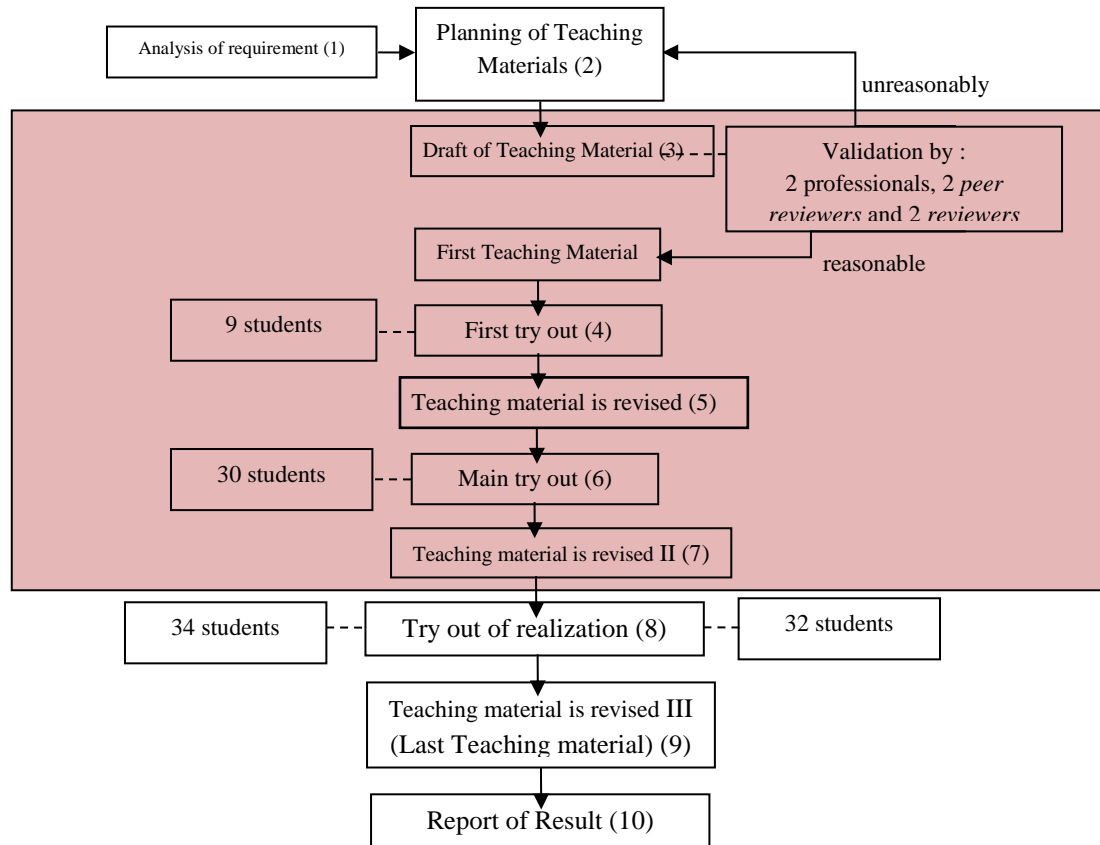 Analysis of requirement (1)
Planning of Teaching
Materials (2)
unreasonably
Draft of Teaching Material (3)
Validation by :
2 professionals, 2 peer
reviewers and 2 reviewers
First Teaching Material
reasonable
9 students
First try out (4)
Teaching material is revised (5)
30 students
Main try out (6)
Teaching material is revised II (7)
34 students
Try out of realization (8)
32 students
Teaching material is revised III
(Last Teaching material) (9)
Report of Result (10)